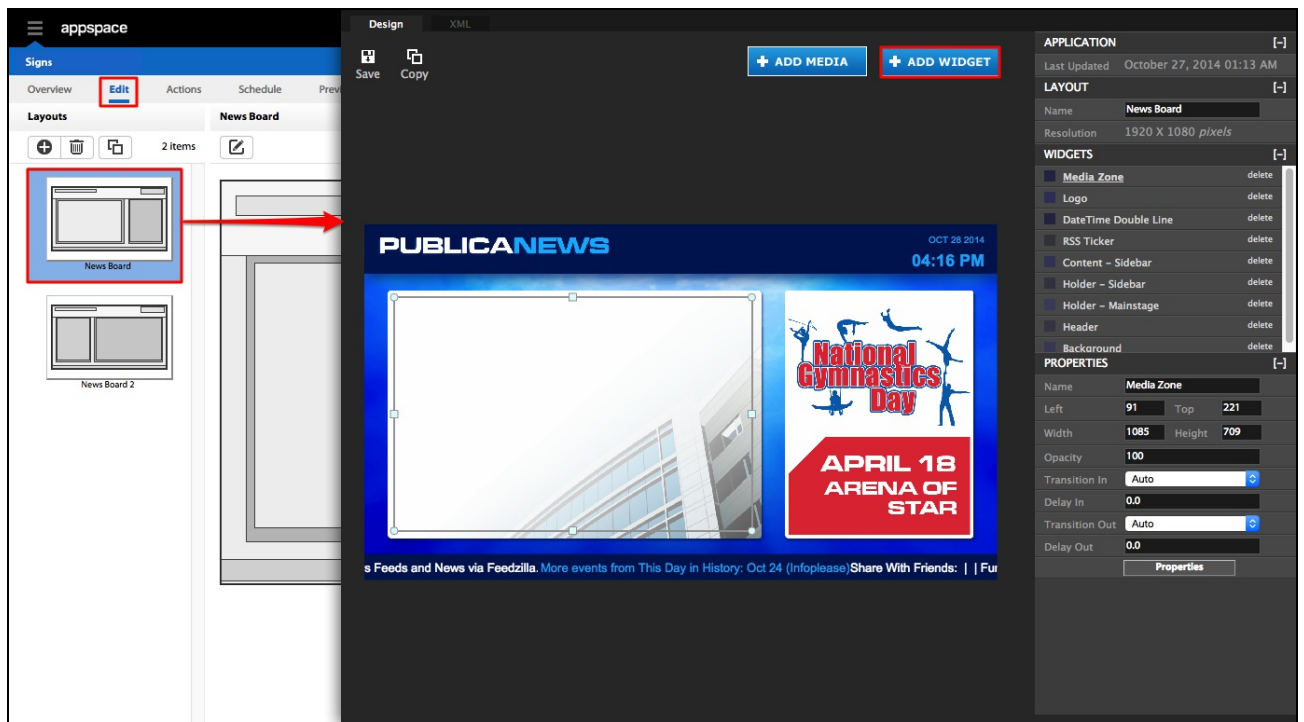 appspace
Signs
Overview Edit Actions Schedule Previ
Layouts
News Board
2 items
News Board
News Board 2
Design XML
Save Copy
+ ADD MEDIA + ADD WIDGET
PUBLICANEWS
OCT 28 2014
04:16 PM
National
Gymnastics
Day
APRIL 18
ARENA OF
STAR
s Feeds and News via Feedzilla. More events from This Day in History: Oct 24 (Infoplease)Share With Friends: | | Fur
APPLICATION [-]
Last Updated October 27, 2014 01:13 AM
LAYOUT [-]
Name News Board
Resolution 1920 X 1080 pixels
WIDGETS [-]
Media Zone delete
Logo delete
DateTime Double Line delete
RSS Ticker delete
Content – Sidebar delete
Holder – Sidebar delete
Holder – Mainstage delete
Header delete
Background delete
PROPERTIES [-]
Name Media Zone
Left 91 Top 221
Width 1085 Height 709
Opacity 100
Transition In Auto
Delay In 0.0
Transition Out Auto
Delay Out 0.0
Properties